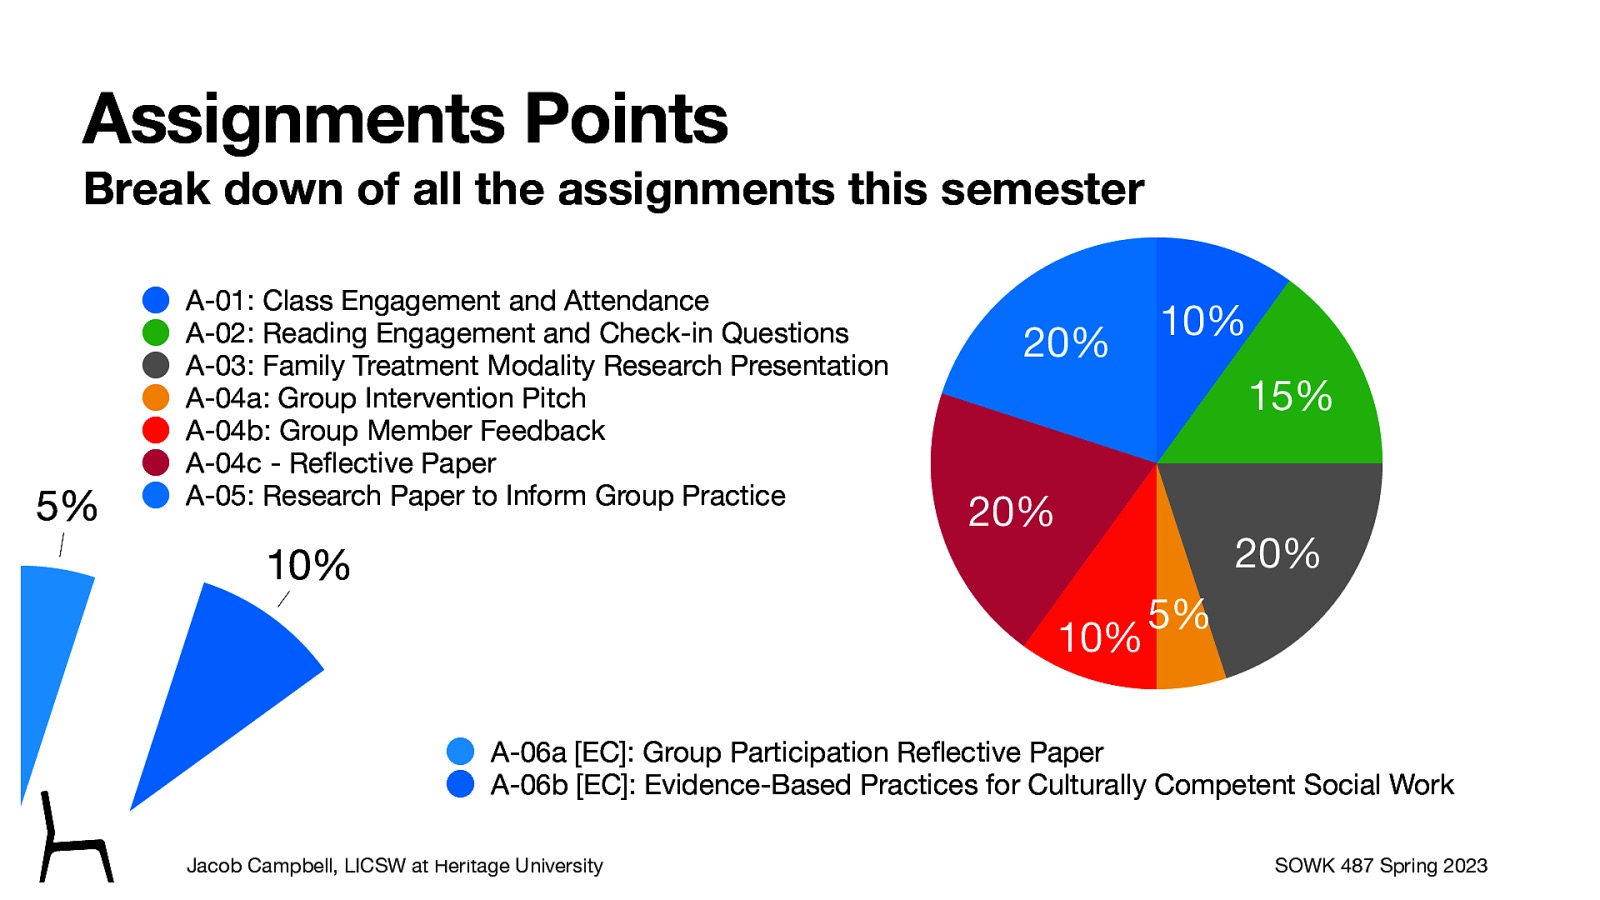 Assignments Points
Break down of all the assignments this semester
A-01: Class Engagement and Attendance
A-02: Reading Engagement and Check-in Questions
A-03: Family Treatment Modality Research Presentation
A-04a: Group Intervention Pitch
A-04b: Group Member Feedback
A-04c - Reflective Paper
A-05: Research Paper to Inform Group Practice
20%
10%
15%
20%
20%
5%
10%
5%
10%
A-06a [EC]: Group Participation Reflective Paper
A-06b [EC]: Evidence-Based Practices for Culturally Competent Social Work
Jacob Campbell, LICSW at Heritage University
SOWK 487 Spring 2023